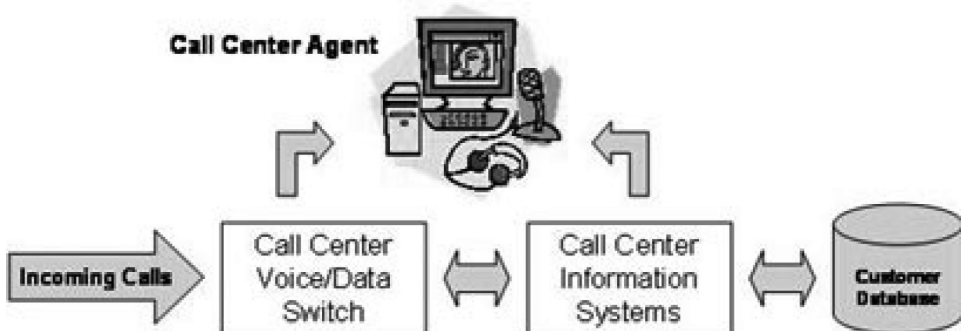 Call Center Agent
Incoming Calls
Call Center
Voice/Data
Switch
Call Center
Information
Systems
Customer
Database